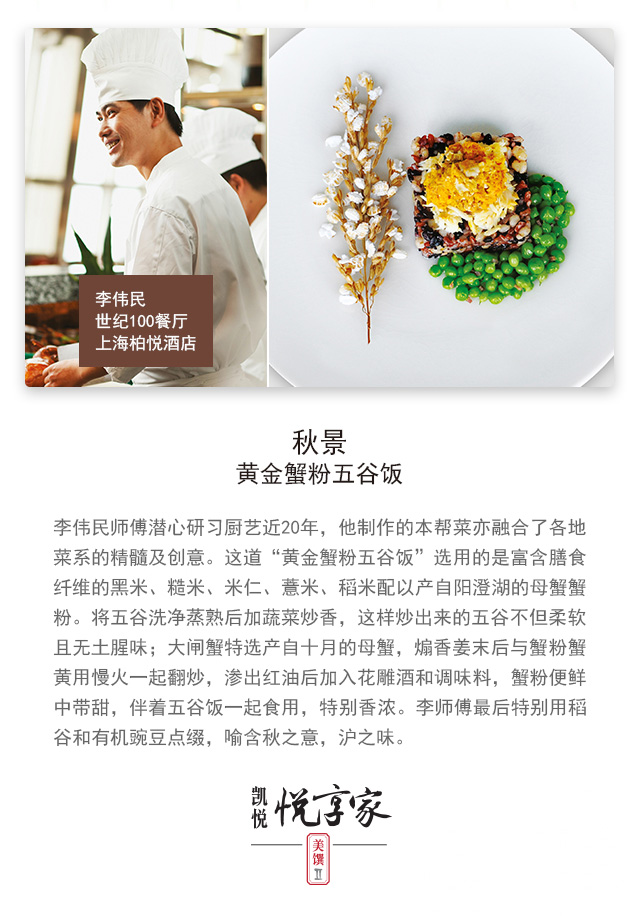 李伟民
世纪100餐厅
上海柏悦酒店
秋景
黄金蟹粉五谷饭
李伟民师傅潜心研习厨艺近20年，他制作的本帮菜亦融合了各地
菜系的精髓及创意。这道“黄金蟹粉五谷饭”选用的是富含膳食
纤维的黑米、糙米、米仁、薏米、稻米配以产自阳澄湖的母蟹蟹
粉。将五谷洗净蒸熟后加蔬菜炒香，这样炒出来的五谷不但柔软
且无土腥味；大闸蟹特选产自十月的母蟹，煸香姜末后与蟹粉蟹
黄用慢火一起翻炒，渗出红油后加入花雕酒和调味料，蟹粉便鲜
中带甜，伴着五谷饭一起食用，特别香浓。李师傅最后特别用稻
谷和有机豌豆点缀，喻含秋之意，沪之味。
凯悦 悦享家
美馔